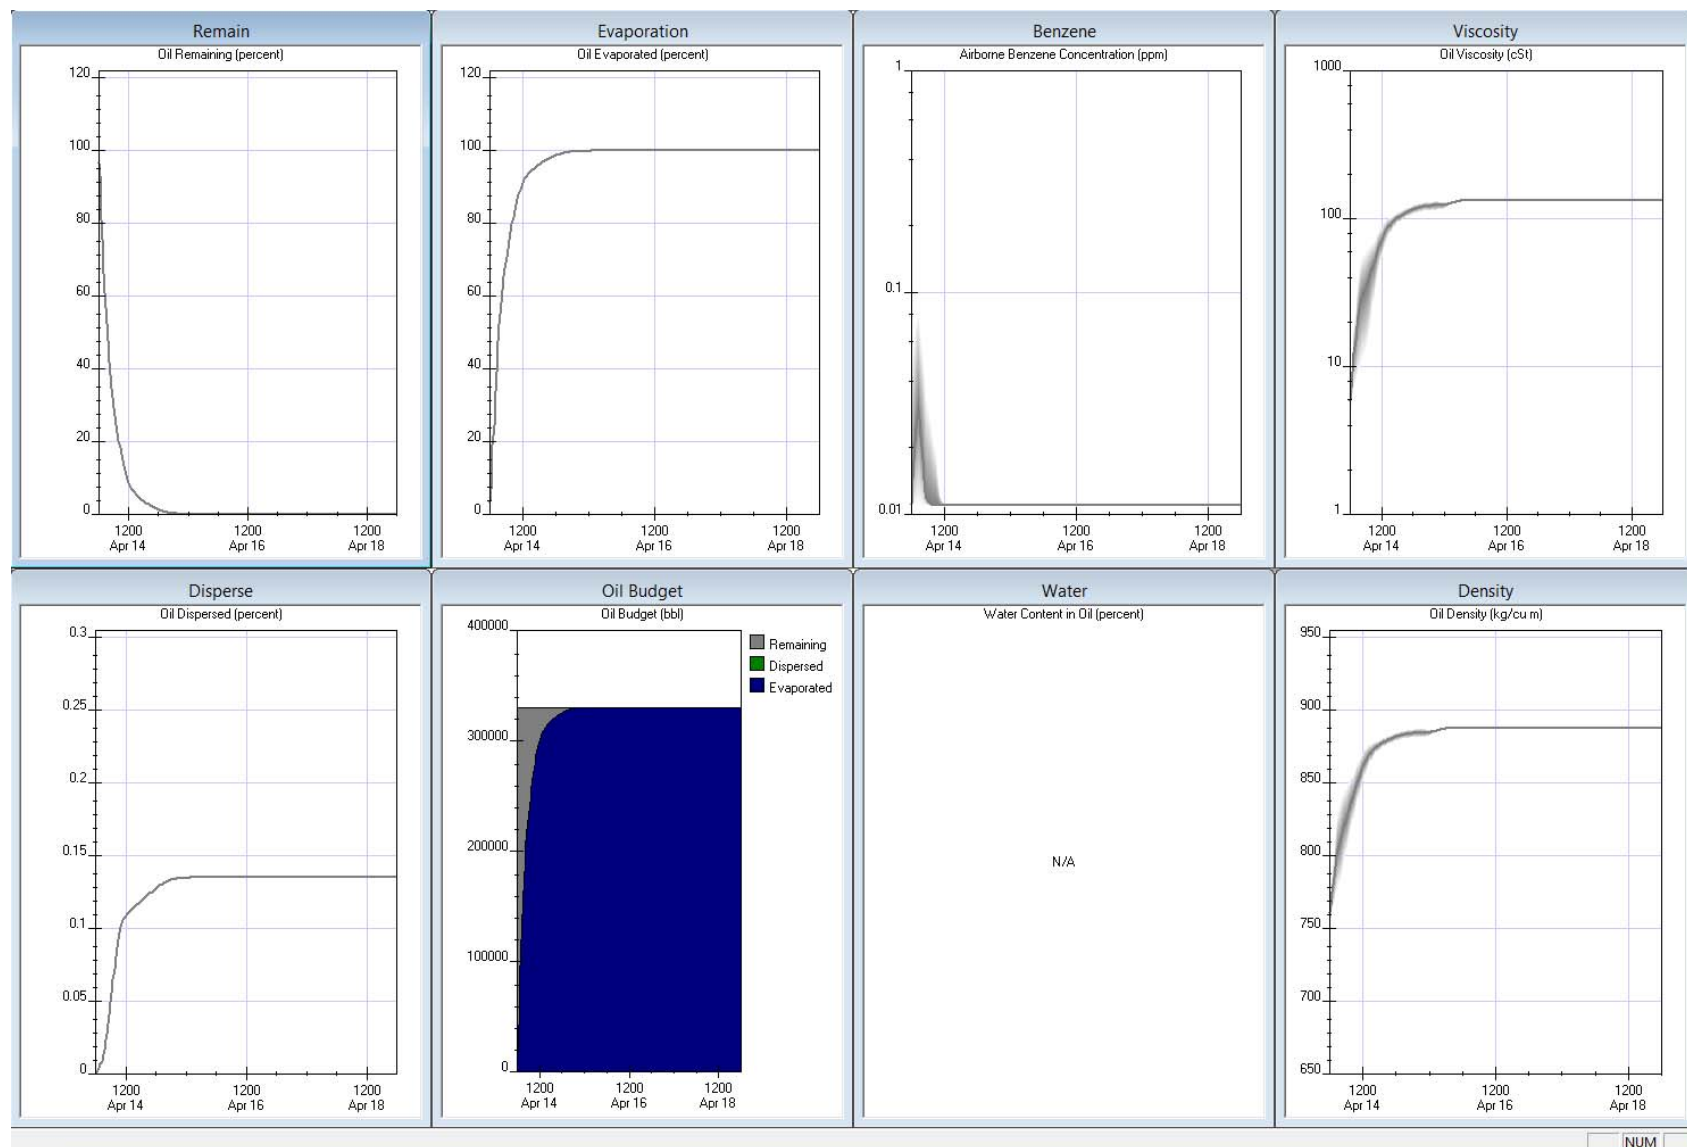 Remain
Oil Remaining (percent)
120
100
80
60
40
20
0
1200
Apr 14
1200
Apr 16
1200
Apr 18
Evaporation
Oil Evaporated (percent)
120
100
80
60
40
20
0
1200
Apr 14
1200
Apr 16
1200
Apr 18
Benzene
Airborne Benzene Concentration (ppm)
1
0.1
0.01
1200
Apr 14
1200
Apr 16
1200
Apr 18
Viscosity
Oil Viscosity (cSt)
1000
100
10
1
1200
Apr 14
1200
Apr 16
1200
Apr 18
Disperse
Oil Dispersed (percent)
0.3
0.25
0.2
0.15
0.1
0.05
0
1200
Apr 14
1200
Apr 16
1200
Apr 18
Oil Budget
Oil Budget (bbl)
400000
300000
200000
100000
0
1200
Apr 14
1200
Apr 16
1200
Apr 18
Remaining
Dispersed
Evaporated
Water
Water Content in Oil (percent)
N/A
Density
Oil Density (kg/cu m)
950
900
850
800
750
700
650
1200
Apr 14
1200
Apr 16
1200
Apr 18
NUM